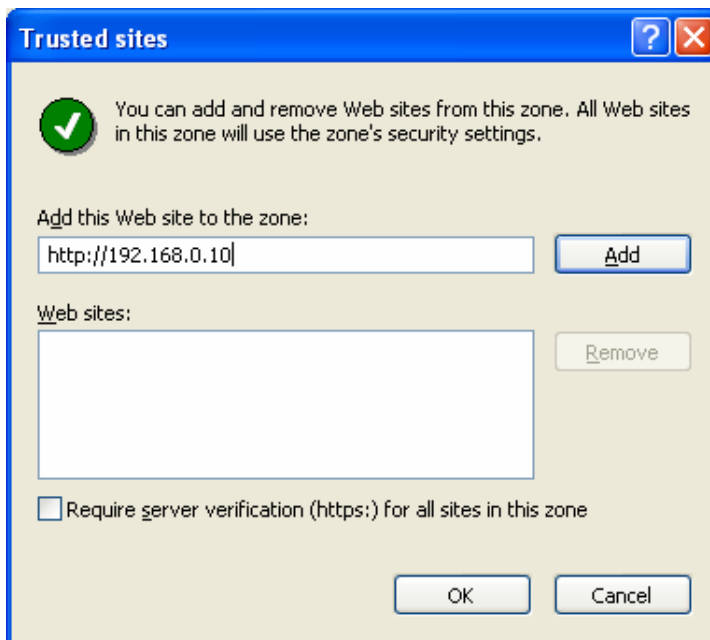 Trusted sites
?
You can add and remove Web sites from this zone. All Web sites
in this zone will use the zone's security settings.
Add this Web site to the zone:
http://192.168.0.10
Add
Web sites:
Remove
Require server verification (https:) for all sites in this zone
OK
Cancel